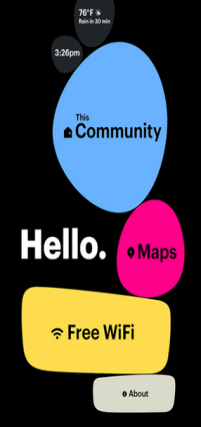 76°F
Rain in 30 min
3:26pm
This
Community
Hello.
Maps
Free WiFi
About